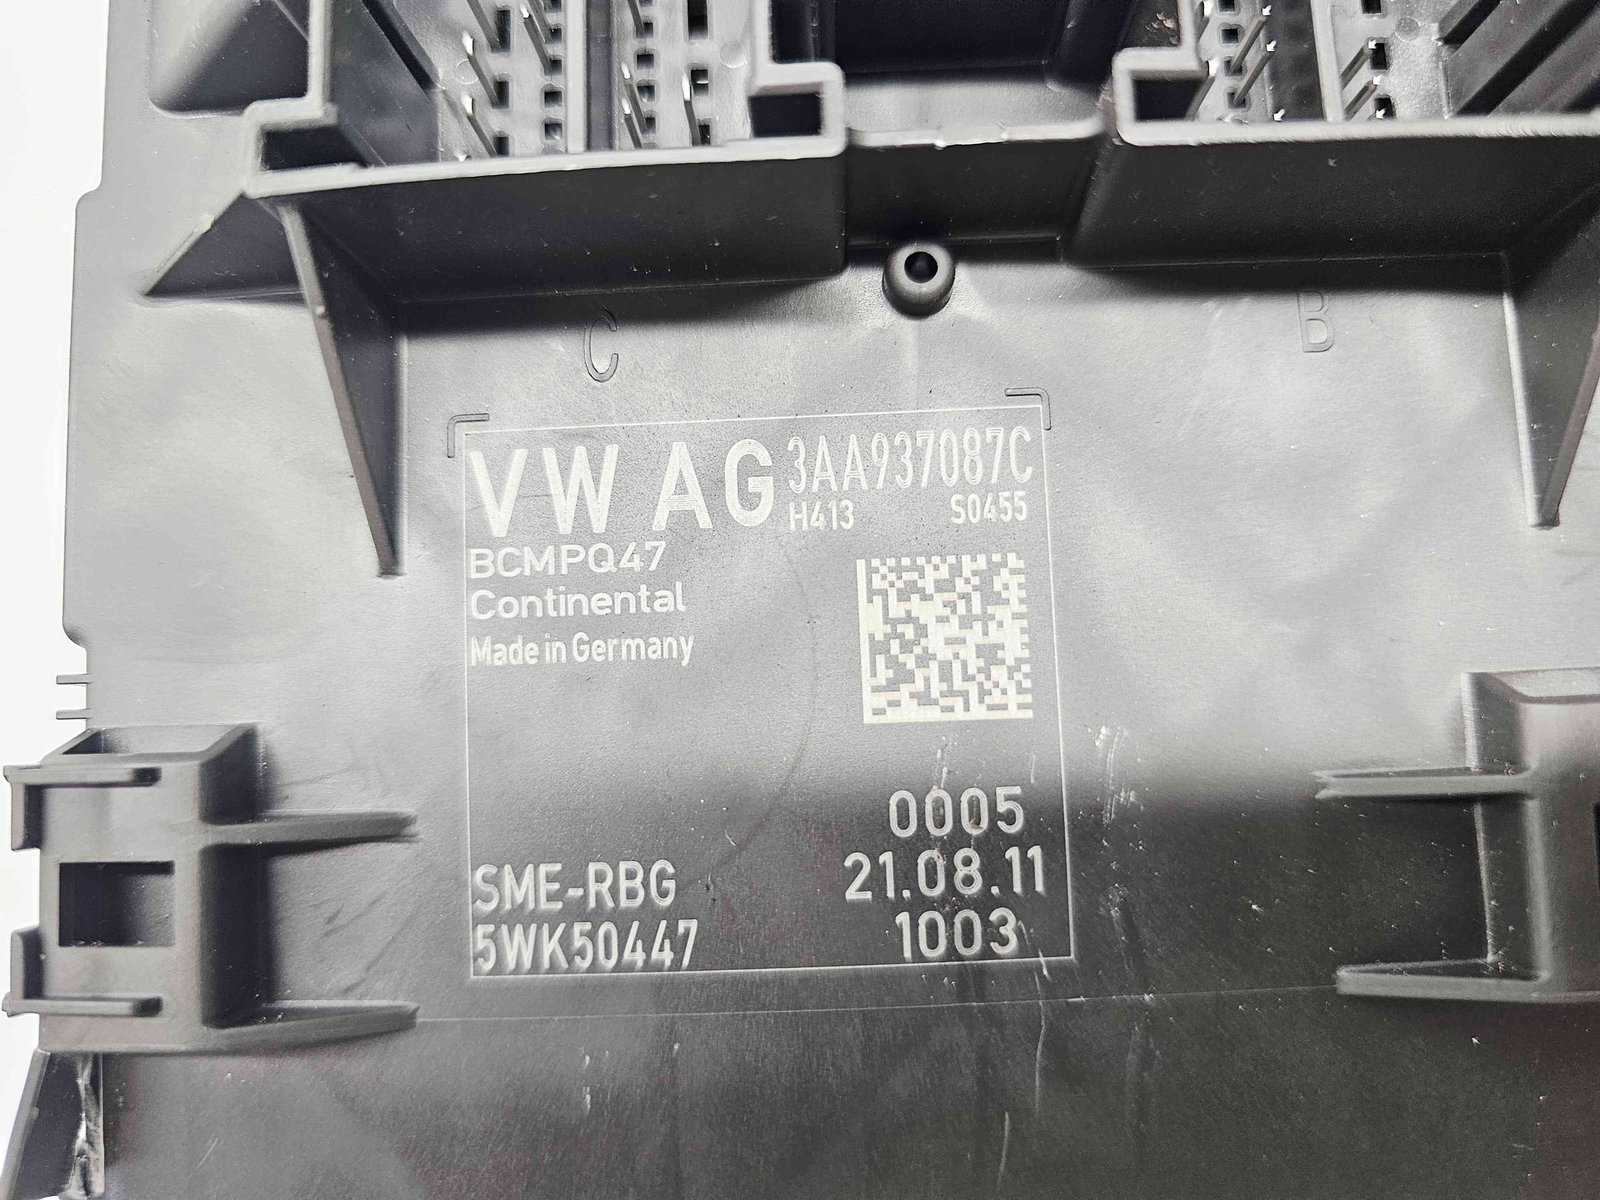 C
B
VW AG 3AA937087C
H413 S0455
BCMPQ47
Continental
Made in Germany
0005
SME-RBG 21.08.11
5WK50447 1003